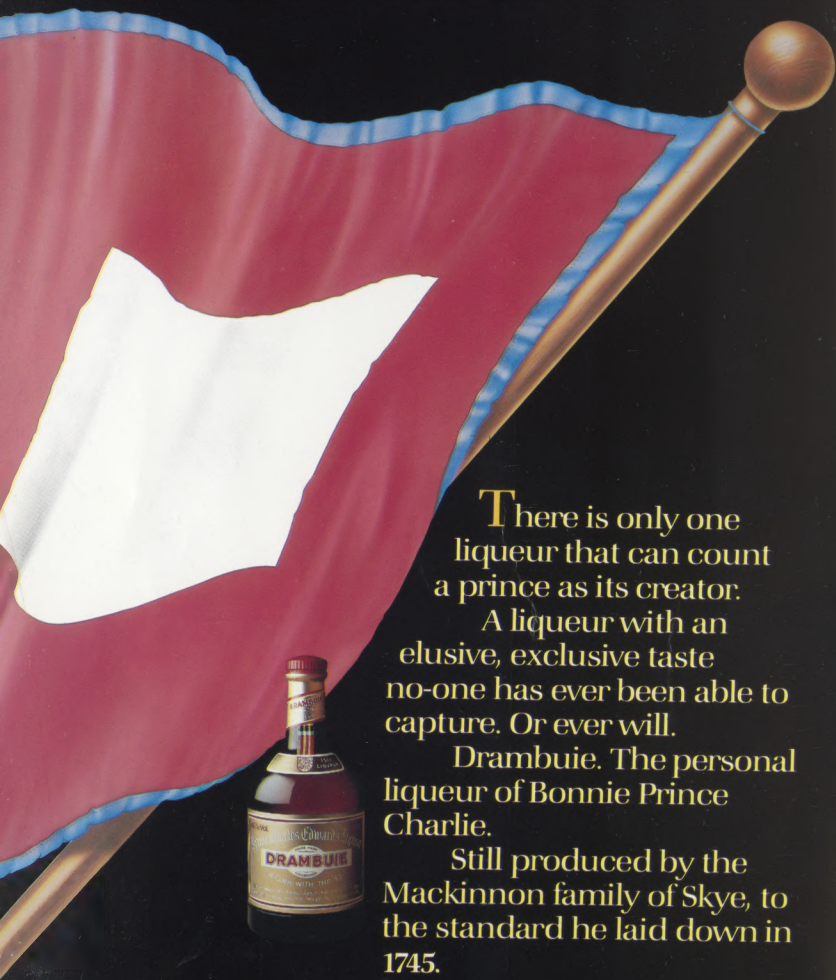 There is only one
liqueur that can count
a prince as its creator.
A liqueur with an
elusive, exclusive taste
no-one has ever been able to
capture. Or ever will.
Drambuie. The personal
liqueur of Bonnie Prince
Charlie.
Still produced by the
Mackinnon family of Skye, to
the standard he laid down in
1745.
DRAMBUIE